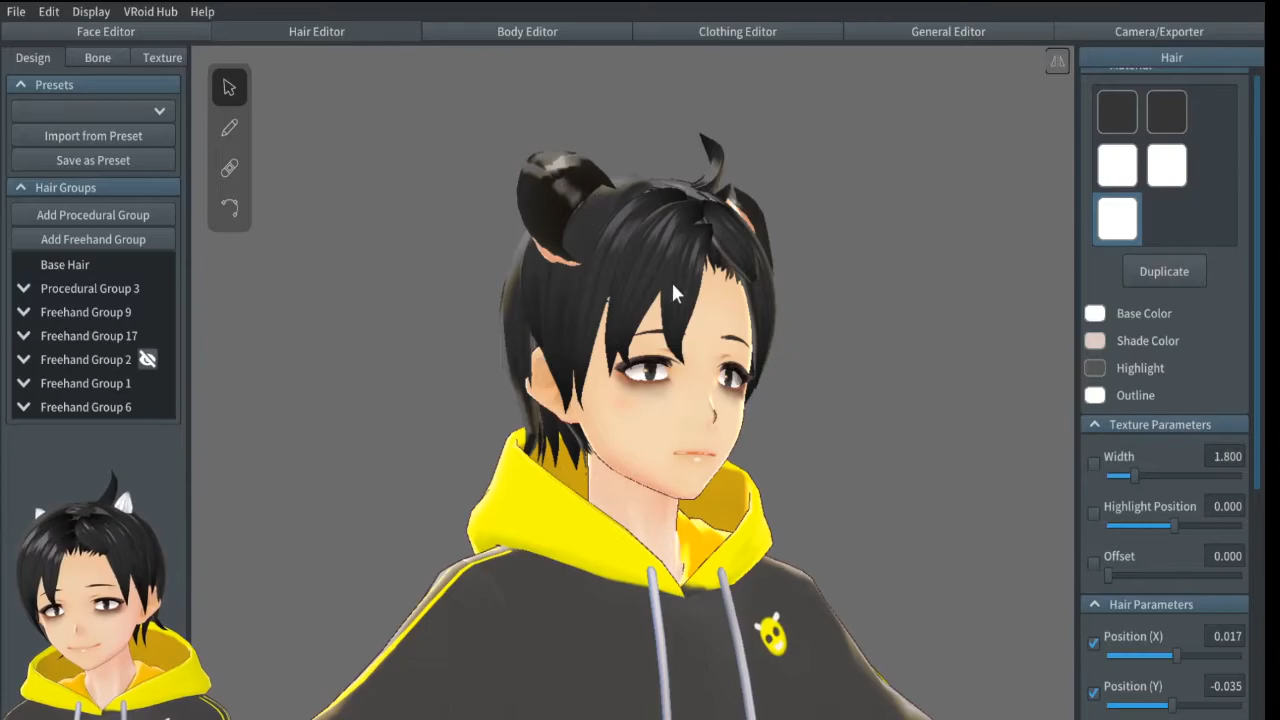 File Edit Display VRoid Hub Help
Face Editor Hair Editor Body Editor Clothing Editor General Editor Camera/Exporter
Design Bone Texture
Presets
Import from Preset
Save as Preset
Hair Groups
Add Procedural Group
Add Freehand Group
Base Hair
Procedural Group 3
Freehand Group 9
Freehand Group 17
Freehand Group 2
Freehand Group 1
Freehand Group 6
Hair
Duplicate
Base Color
Shade Color
Highlight
Outline
Texture Parameters
Width 1.800
Highlight Position 0.000
Offset 0.000
Hair Parameters
Position (X) 0.017
Position (Y) -0.035